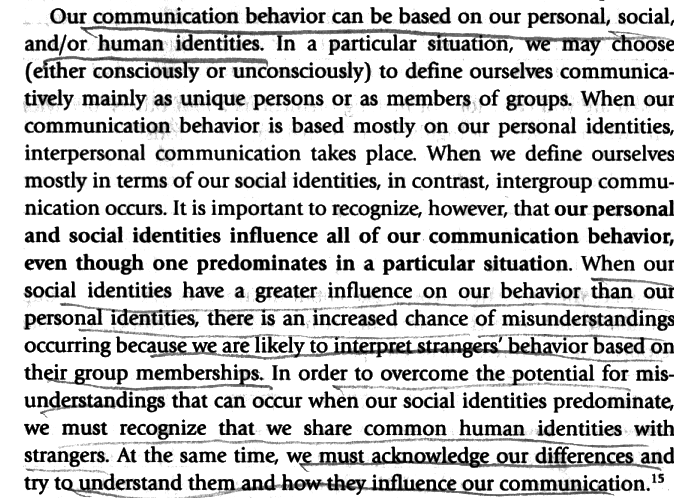 Our communication behavior can be based on our personal, social,
and/or human identities. In a particular situation, we may choose
(either consciously or unconsciously) to define ourselves communica-
tively mainly as unique persons or as members of groups. When our
communication behavior is based mostly on our personal identities,
interpersonal communication takes place. When we define ourselves
mostly in terms of our social identities, in contrast, intergroup commu-
nication occurs. It is important to recognize, however, that our personal
and social identities influence all of our communication behavior,
even though one predominates in a particular situation. When our
social identities have a greater influence on our behavior than our
personal identities, there is an increased chance of misunderstandings
occurring because we are likely to interpret strangers' behavior based on
their group memberships. In order to overcome the potential for mis-
understandings that can occur when our social identities predominate,
we must recognize that we share common human identities with
strangers. At the same time, we must acknowledge our differences and
try to understand them and how they influence our communication.¹⁵